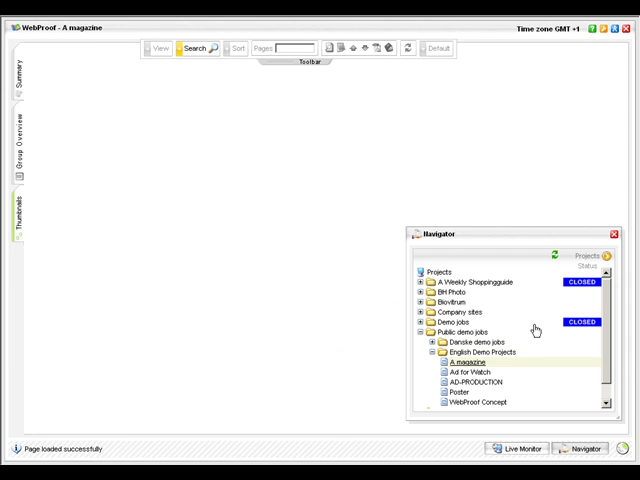 WebProof - A magazine
Time zone GMT +1
View Search Sort Pages Default
Toolbar
Summary
Group Overview
Thumbnails
Navigator
Projects
Status
Projects
A Weekly Shoppingguide CLOSED
BH Photo
Biovitrum
Company sites
Demo jobs CLOSED
Public demo jobs
Danske demo jobs
English Demo Projects
A magazine
Ad for Watch
AD-PRODUCTION
Poster
WebProof Concept
Page loaded successfully
Live Monitor Navigator